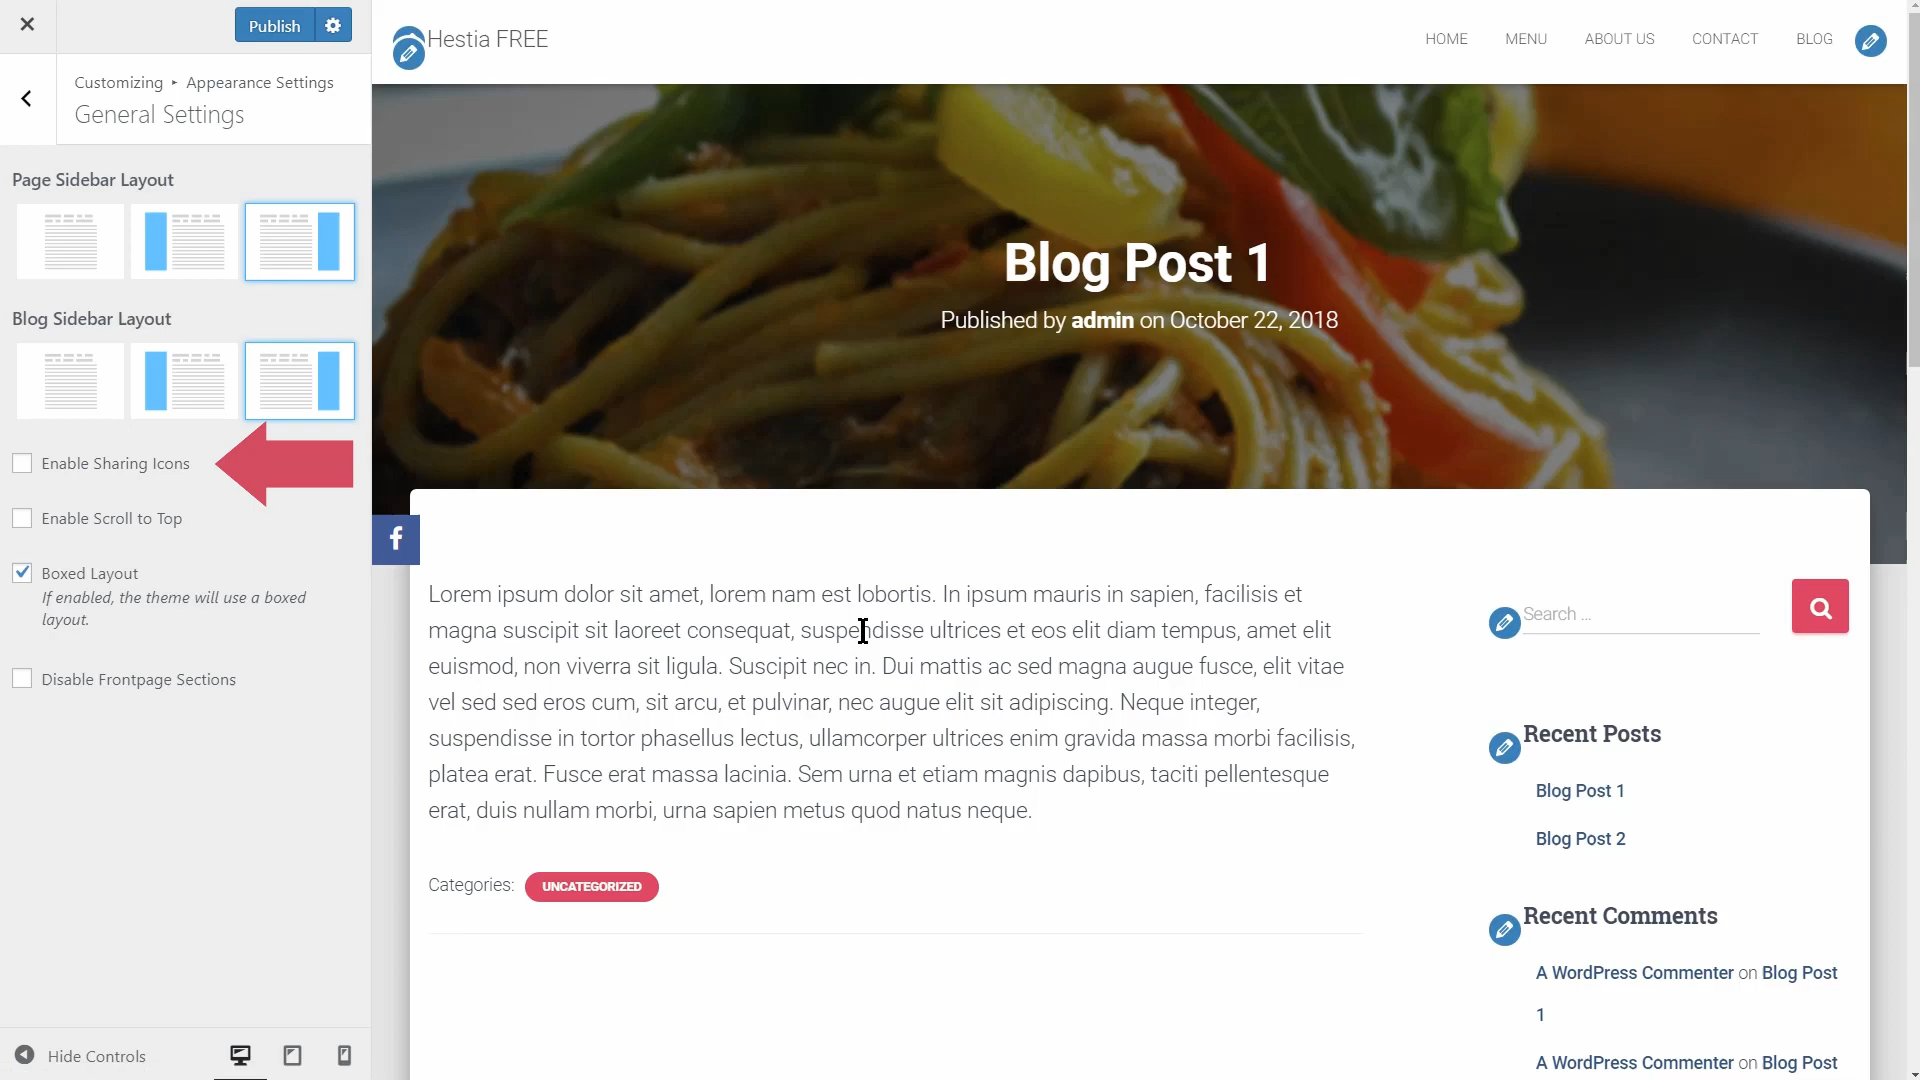 Publish
Customizing ▸ Appearance Settings
General Settings
Page Sidebar Layout
Blog Sidebar Layout
Enable Sharing Icons
Enable Scroll to Top
Boxed Layout
If enabled, the theme will use a boxed
layout.
Disable Frontpage Sections
Hide Controls
Hestia FREE
HOME MENU ABOUT US CONTACT BLOG
Blog Post 1
Published by admin on October 22, 2018
f
Lorem ipsum dolor sit amet, lorem nam est lobortis. In ipsum mauris in sapien, facilisis et
magna suscipit sit laoreet consequat, suspendisse ultrices et eos elit diam tempus, amet elit
euismod, non viverra sit ligula. Suscipit nec in. Dui mattis ac sed magna augue fusce, elit vitae
vel sed sed eros cum, sit arcu, et pulvinar, nec augue elit sit adipiscing. Neque integer,
suspendisse in tortor phasellus lectus, ullamcorper ultrices enim gravida massa morbi facilisis,
platea erat. Fusce erat massa lacinia. Sem urna et etiam magnis dapibus, taciti pellentesque
erat, duis nullam morbi, urna sapien metus quod natus neque.
Categories: UNCATEGORIZED
Search ...
Recent Posts
Blog Post 1
Blog Post 2
Recent Comments
A WordPress Commenter on Blog Post
1
A WordPress Commenter on Blog Post